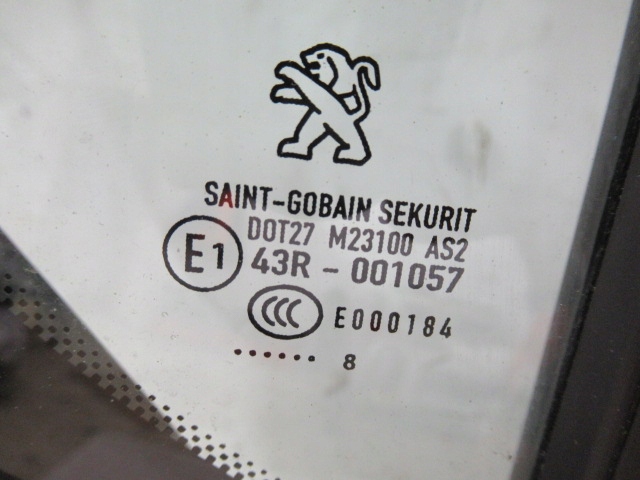 SAINT-GOBAIN SEKURIT
DOT27 M23100 AS2
E1 43R - 001057
CCC E000184
...... 8